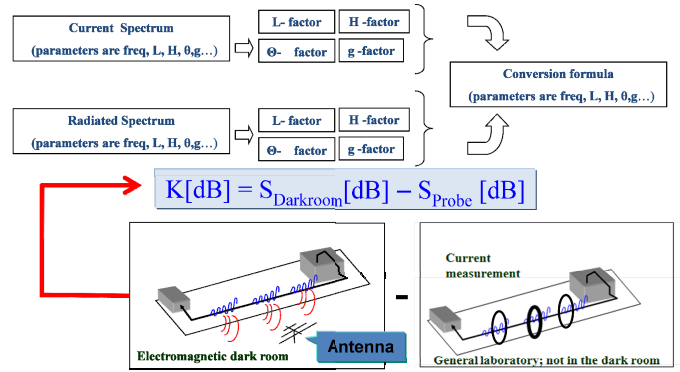 Current Spectrum
(parameters are freq, L, H, θ,g…)
L- factor
H -factor
Θ- factor
g -factor
Conversion formula
(parameters are freq, L, H, θ,g…)
Radiated Spectrum
(parameters are freq, L, H, θ,g…)
L- factor
H -factor
Θ- factor
g -factor
K[dB] = S Darkroom [dB] – S Probe [dB]
Electromagnetic dark room
Antenna
-
Current
measurement
General laboratory; not in the dark room